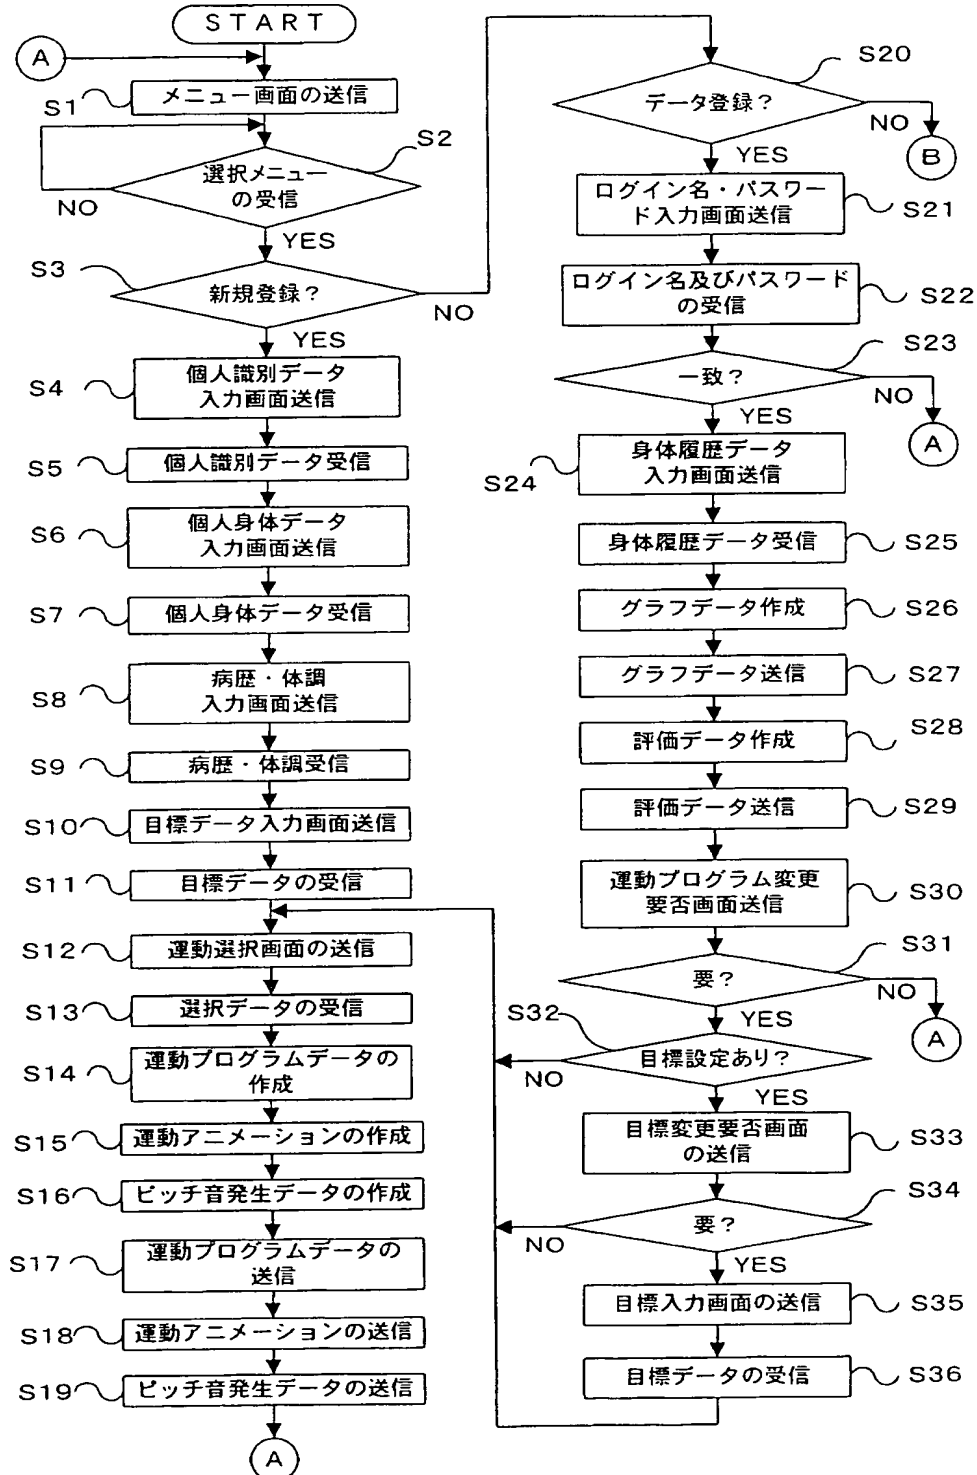 START
A
S1
メニュー画面の送信
S2
選択メニュー
の受信
NO
YES
S3
新規登録？
NO
YES
S4
個人識別データ
入力画面送信
S5
個人識別データ受信
S6
個人身体データ
入力画面送信
S7
個人身体データ受信
S8
病歴・体調
入力画面送信
S9
病歴・体調受信
S10
目標データ入力画面送信
S11
目標データの受信
S12
運動選択画面の送信
S13
選択データの受信
S14
運動プログラムデータの
作成
S15
運動アニメーションの作成
S16
ピッチ音発生データの作成
S17
運動プログラムデータの
送信
S18
運動アニメーションの送信
S19
ピッチ音発生データの送信
A
S20
データ登録？
NO
B
YES
ログイン名・パスワー
ド入力画面送信
S21
ログイン名及びパスワード
の受信
S22
S23
一致？
NO
A
YES
身体履歴データ
入力画面送信
S24
身体履歴データ受信
S25
グラフデータ作成
S26
グラフデータ送信
S27
評価データ作成
S28
評価データ送信
S29
運動プログラム変更
要否画面送信
S30
S31
要？
NO
A
YES
S32
目標設定あり？
NO
YES
目標変更要否画面
の送信
S33
S34
要？
NO
YES
目標入力画面の送信
S35
目標データの受信
S36